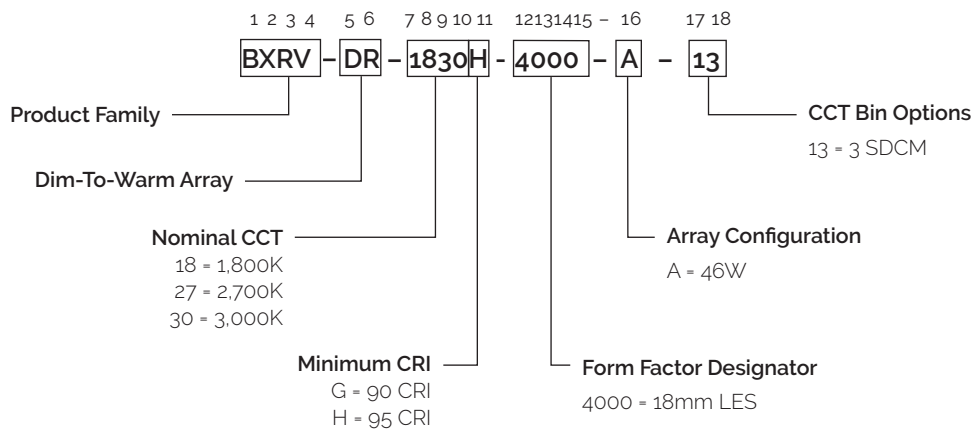 1 2 3 4 5 6 7 8 9 10 11 12131415 – 16 17 18
BXRV – DR – 1830H - 4000 – A – 13
Product Family
CCT Bin Options
13 = 3 SDCM
Dim-To-Warm Array
Nominal CCT
18 = 1,800K
27 = 2,700K
30 = 3,000K
Array Configuration
A = 46W
Minimum CRI
G = 90 CRI
H = 95 CRI
Form Factor Designator
4000 = 18mm LES